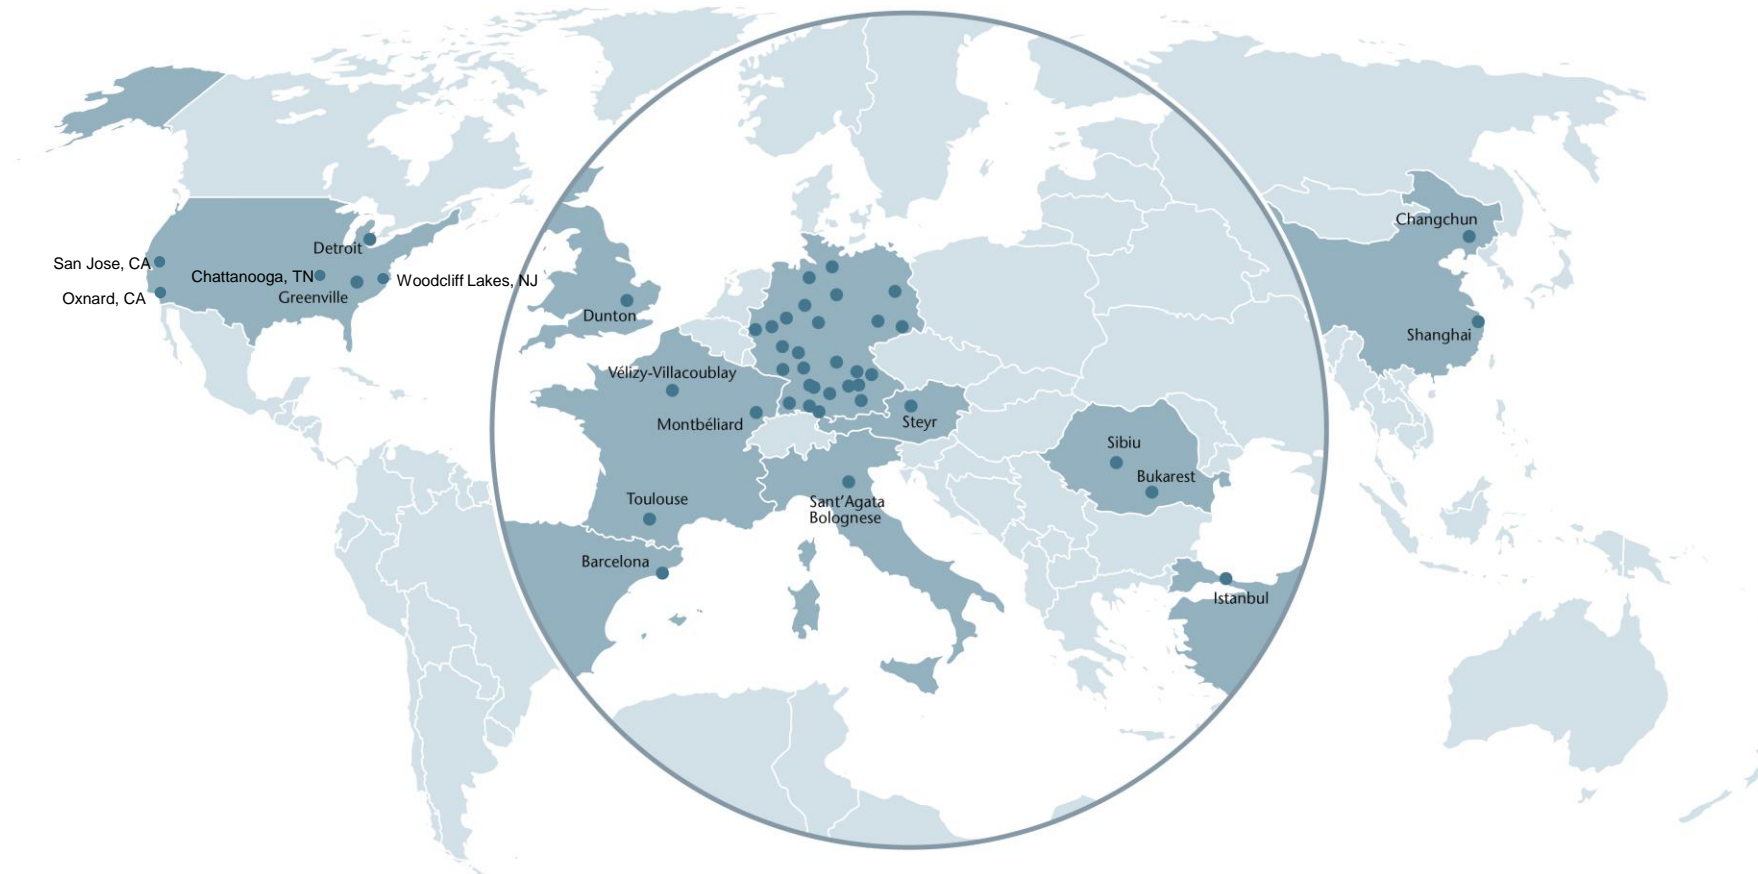 Changchun
Detroit
San Jose, CA
Chattanooga, TN
Woodcliff Lakes, NJ
Oxnard, CA
Greenville
Dunton
Shanghai
Vélizy-Villacoublay
Montbéliard
Steyr
Sibiu
Bukarest
Toulouse
Sant'Agata
Bolognese
Barcelona
Istanbul